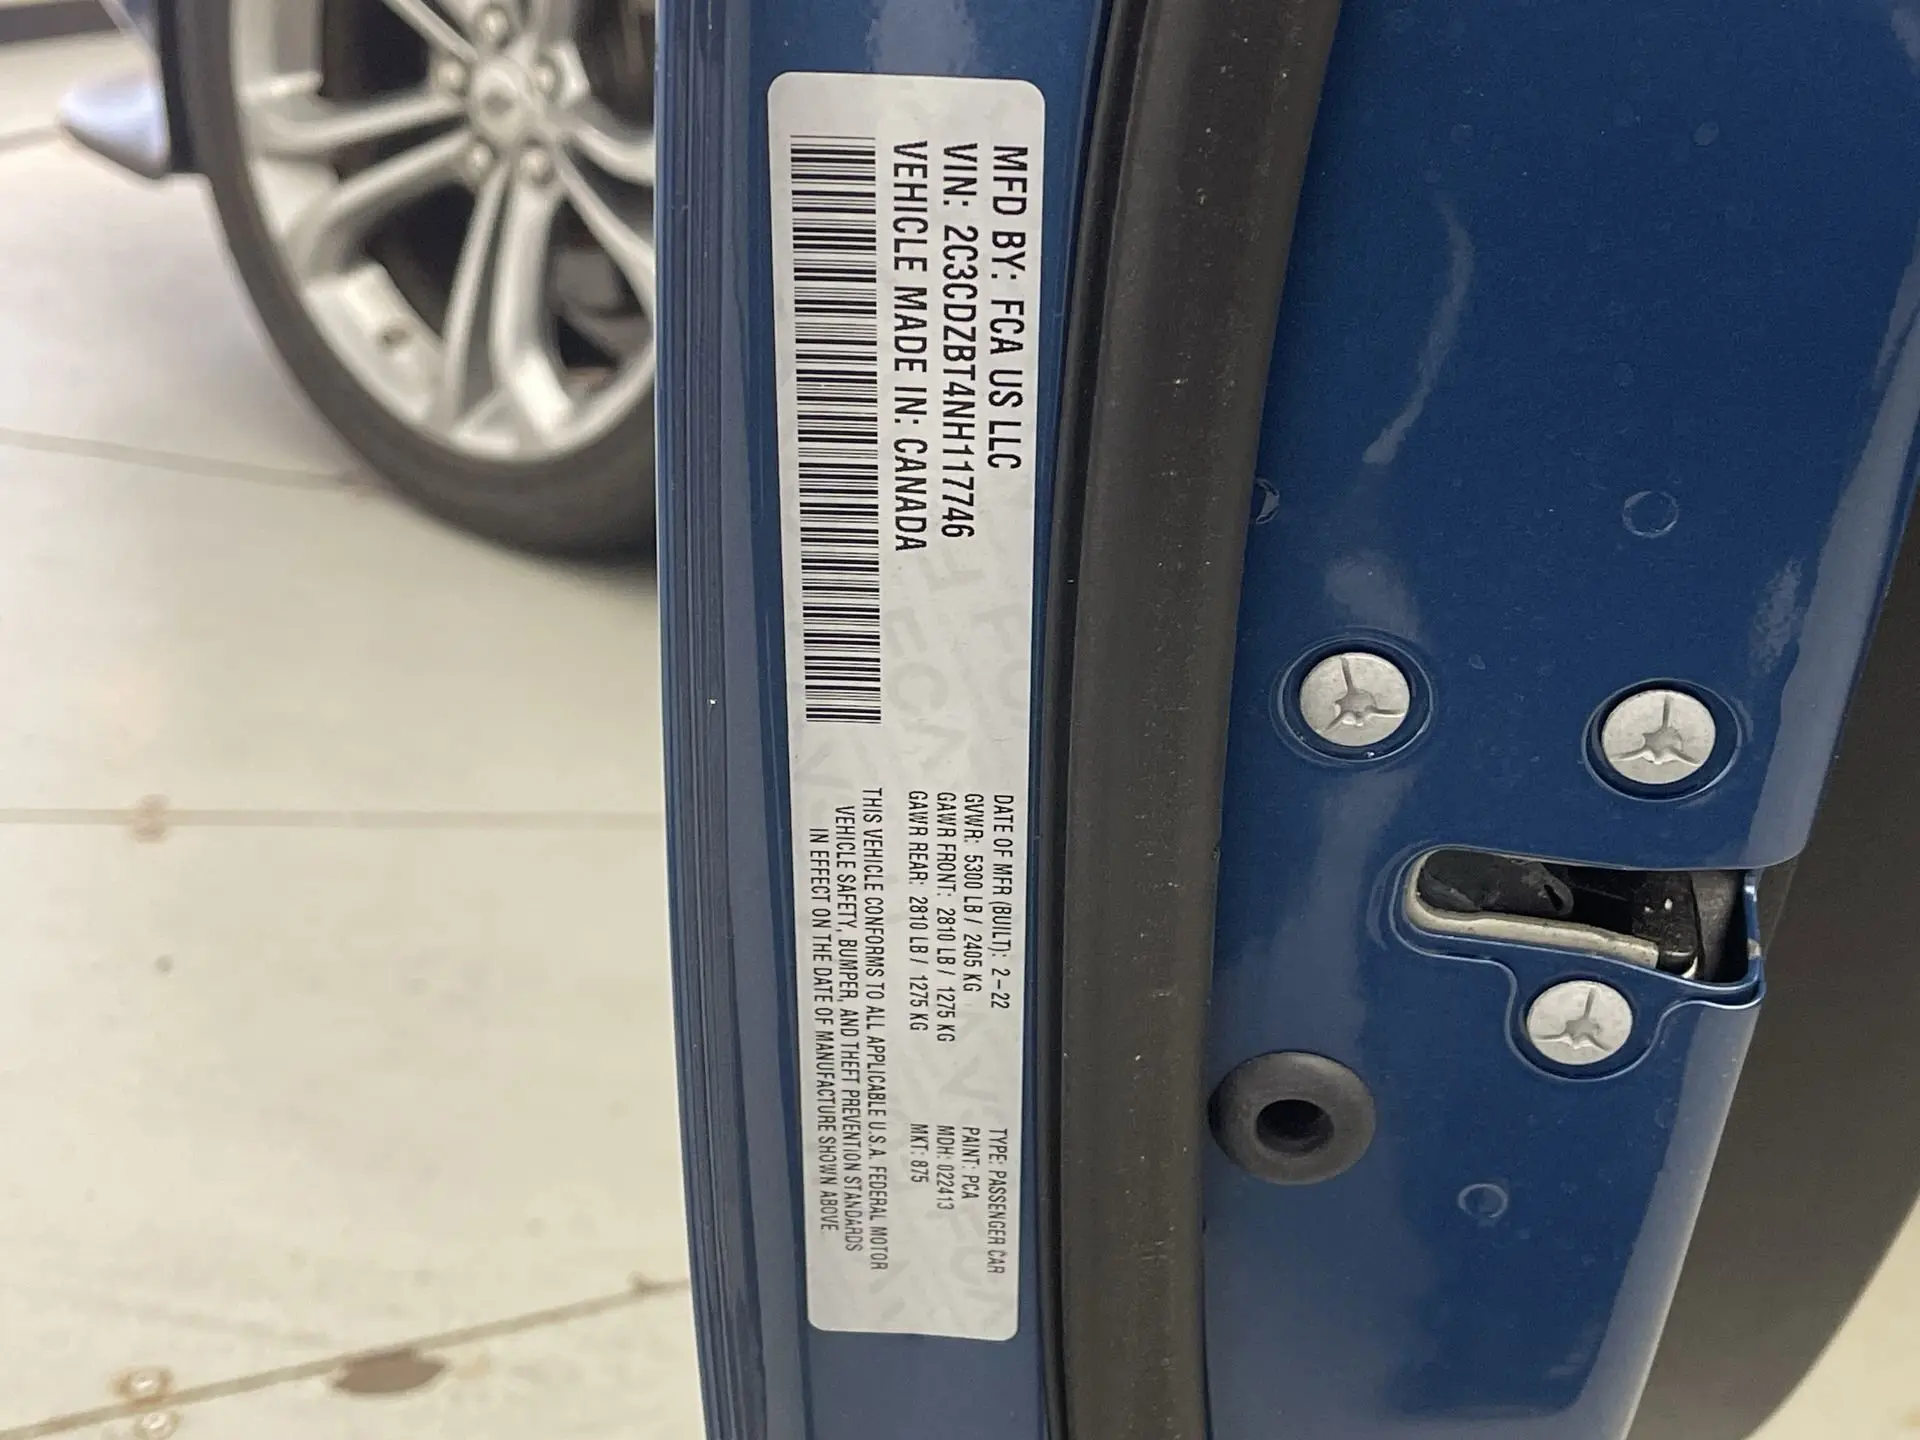 MFD BY: FCA US LLC
VIN: 2C3CDZBT4NH117746
VEHICLE MADE IN: CANADA
DATE OF MFR (BUILT): 2-22
GVWR: 5300 LB / 2405 KG
GAWR FRONT: 2810 LB / 1275 KG
GAWR REAR: 2810 LB / 1275 KG
TYPE: PASSENGER CAR
PAINT: PCA
MDH: 022413
MKT: 875
THIS VEHICLE CONFORMS TO ALL APPLICABLE U.S.A. FEDERAL MOTOR
VEHICLE SAFETY, BUMPER, AND THEFT PREVENTION STANDARDS
IN EFFECT ON THE DATE OF MANUFACTURE SHOWN ABOVE.